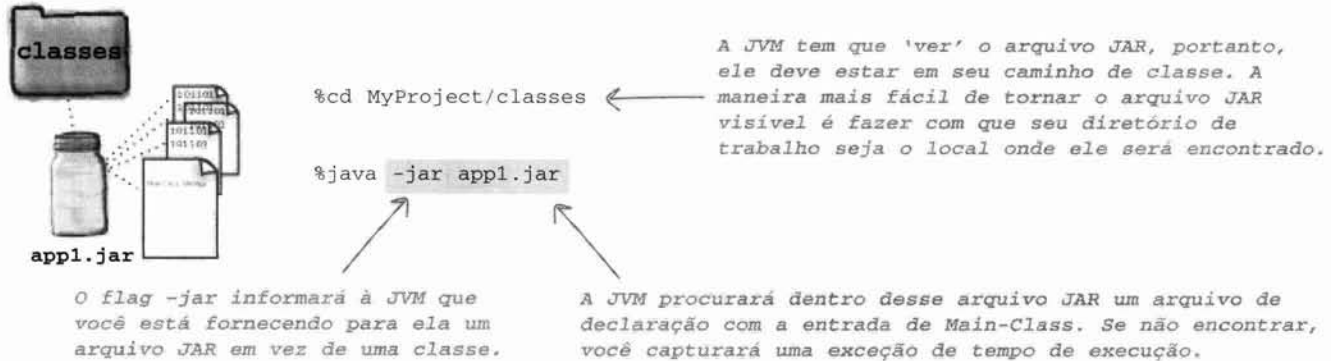 classes
app1.jar
%cd MyProject/classes
A JVM tem que 'ver' o arquivo JAR, portanto,
ele deve estar em seu caminho de classe. A
maneira mais fácil de tornar o arquivo JAR
visível é fazer com que seu diretório de
trabalho seja o local onde ele será encontrado.
%java -jar app1.jar
O flag -jar informará à JVM que
você está fornecendo para ela um
arquivo JAR em vez de uma classe.
A JVM procurará dentro desse arquivo JAR um arquivo de
declaração com a entrada de Main-Class. Se não encontrar,
você capturará uma exceção de tempo de execução.